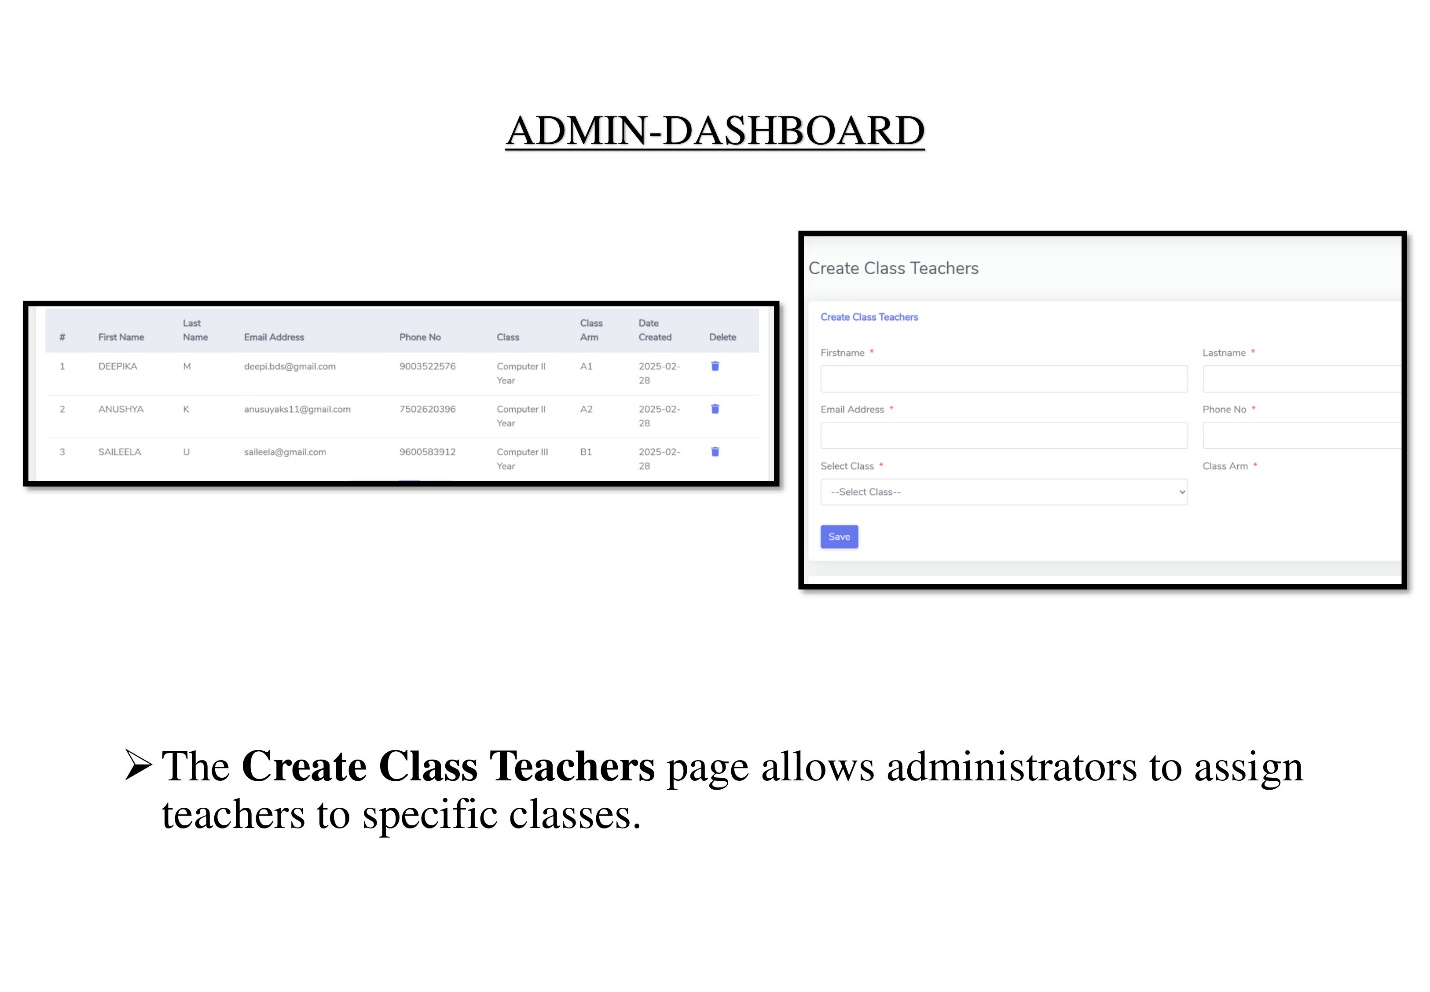 ADMIN-DASHBOARD
# First Name Last Name Email Address Phone No Class Class Arm Date Created Delete
1 DEEPIKA M deepi.bds@gmail.com 9003522576 Computer II Year A1 2025-02-28
2 ANUSHYA K anusuyaks11@gmail.com 7502620396 Computer II Year A2 2025-02-28
3 SAILEELA U saileela@gmail.com 9600583912 Computer III Year B1 2025-02-28
Create Class Teachers
Create Class Teachers
Firstname * Lastname *
Email Address * Phone No *
Select Class * Class Arm *
--Select Class--
Save
➢ The Create Class Teachers page allows administrators to assign
teachers to specific classes.